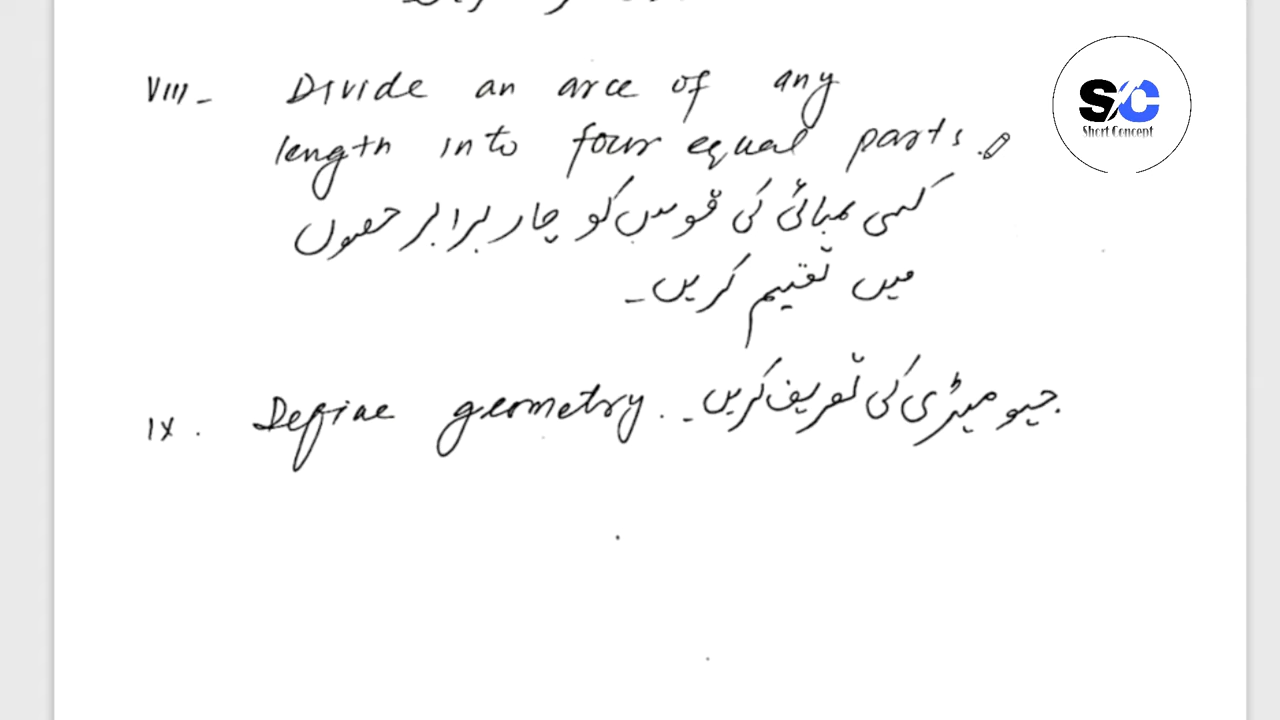 VIII- Divide an arce of any
length into four equal parts.
کسی لمبائی کی قوس کو چار برابر حصوں
میں تقسیم کریں۔
IX. Define geometry. جیومیٹری کی تعریف کریں۔
SC
Short Concept